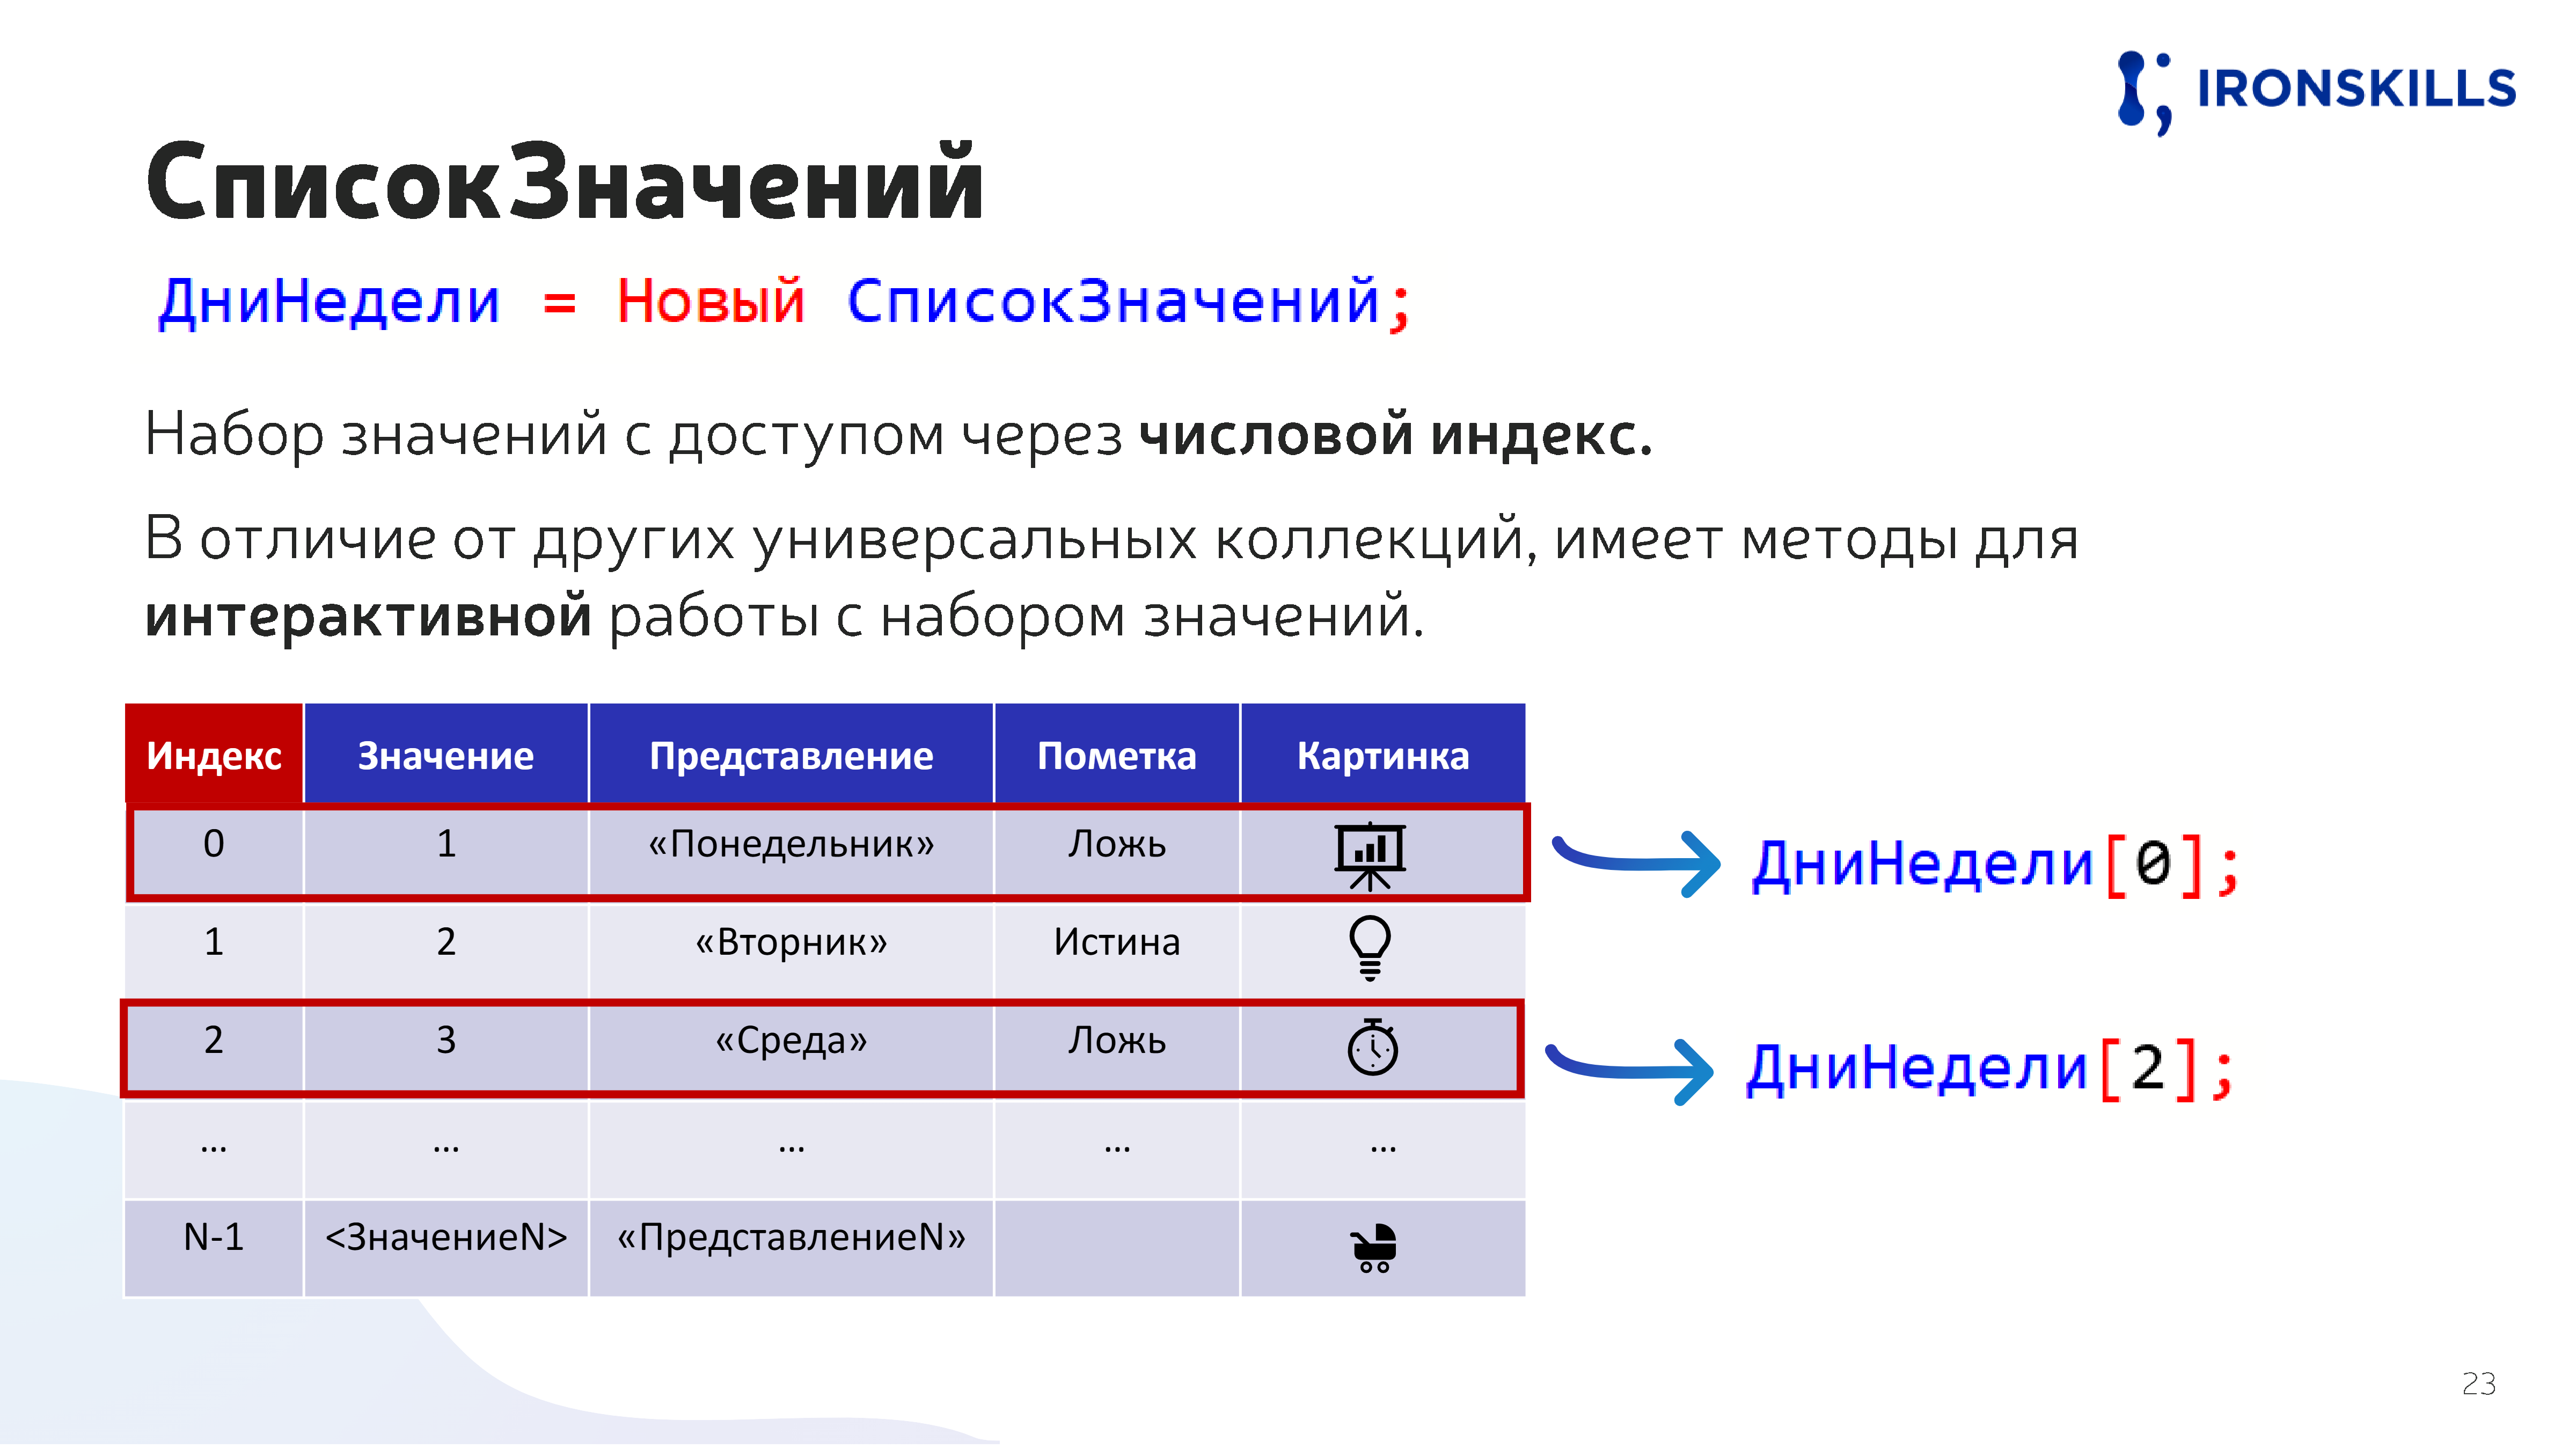 IRONSKILLS
СписокЗначений
ДниНедели = Новый СписокЗначений;
Набор значений с доступом через числовой индекс.
В отличие от других универсальных коллекций, имеет методы для
интерактивной работы с набором значений.
Индекс Значение Представление Пометка Картинка
0 1 «Понедельник» Ложь
ДниНедели[0];
1 2 «Вторник» Истина
2 3 «Среда» Ложь
ДниНедели[2];
... ... ... ... ...
N-1 <ЗначениеN> «ПредставлениеN»
23